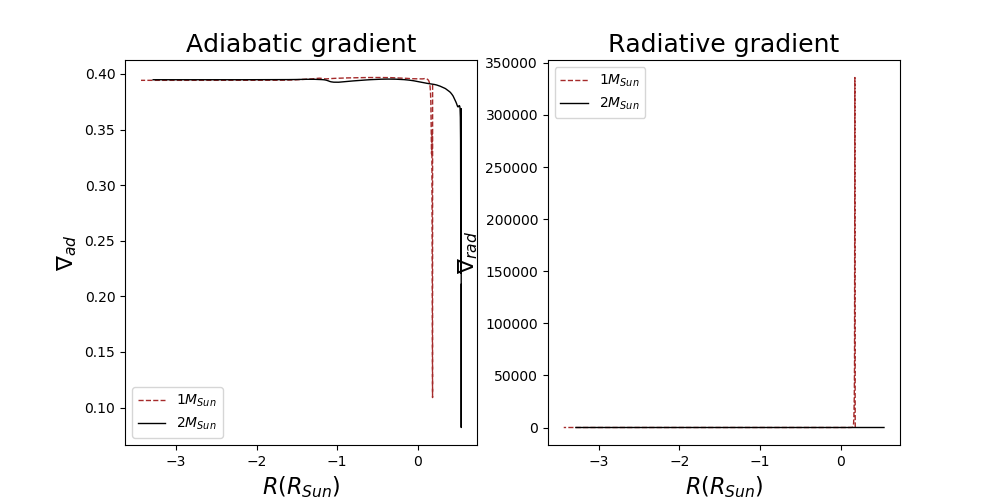 Adiabatic gradient
0.40
0.35
0.30
0.25
0.20
0.15
0.10
∇ad
1MSun
2MSun
−3
−2
−1
0
R(RSun)
Radiative gradient
350000
300000
250000
200000
150000
100000
50000
0
∇rad
1MSun
2MSun
−3
−2
−1
0
R(RSun)